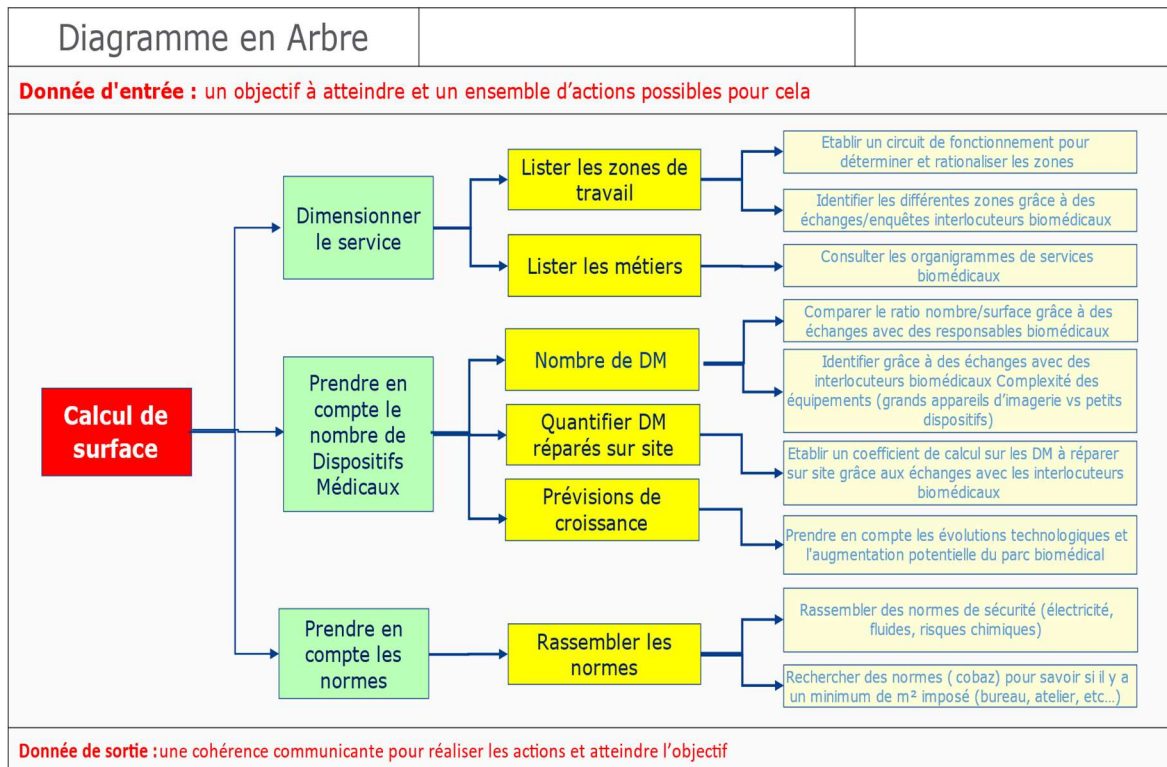 Diagramme en Arbre
Donnée d'entrée : un objectif à atteindre et un ensemble d’actions possibles pour cela
Calcul de
surface
Dimensionner
le service
Lister les zones de
travail
Etablir un circuit de fonctionnement pour
déterminer et rationaliser les zones
Identifier les différentes zones grâce à des
échanges/enquêtes interlocuteurs biomédicaux
Lister les métiers
Consulter les organigrammes de services
biomédicaux
Prendre en
compte le
nombre de
Dispositifs
Médicaux
Nombre de DM
Comparer le ratio nombre/surface grâce à des
échanges avec des responsables biomédicaux
Identifier grâce à des échanges avec des
interlocuteurs biomédicaux Complexité des
équipements (grands appareils d’imagerie vs petits
dispositifs)
Quantifier DM
réparés sur site
Etablir un coefficient de calcul sur les DM à réparer
sur site grâce aux échanges avec les interlocuteurs
biomédicaux
Prévisions de
croissance
Prendre en compte les évolutions technologiques et
l'augmentation potentielle du parc biomédical
Prendre en
compte les
normes
Rassembler les
normes
Rassembler des normes de sécurité (électricité,
fluides, risques chimiques)
Rechercher des normes ( cobaz) pour savoir si il y a
un minimum de m² imposé (bureau, atelier, etc...)
Donnée de sortie : une cohérence communicante pour réaliser les actions et atteindre l’objectif